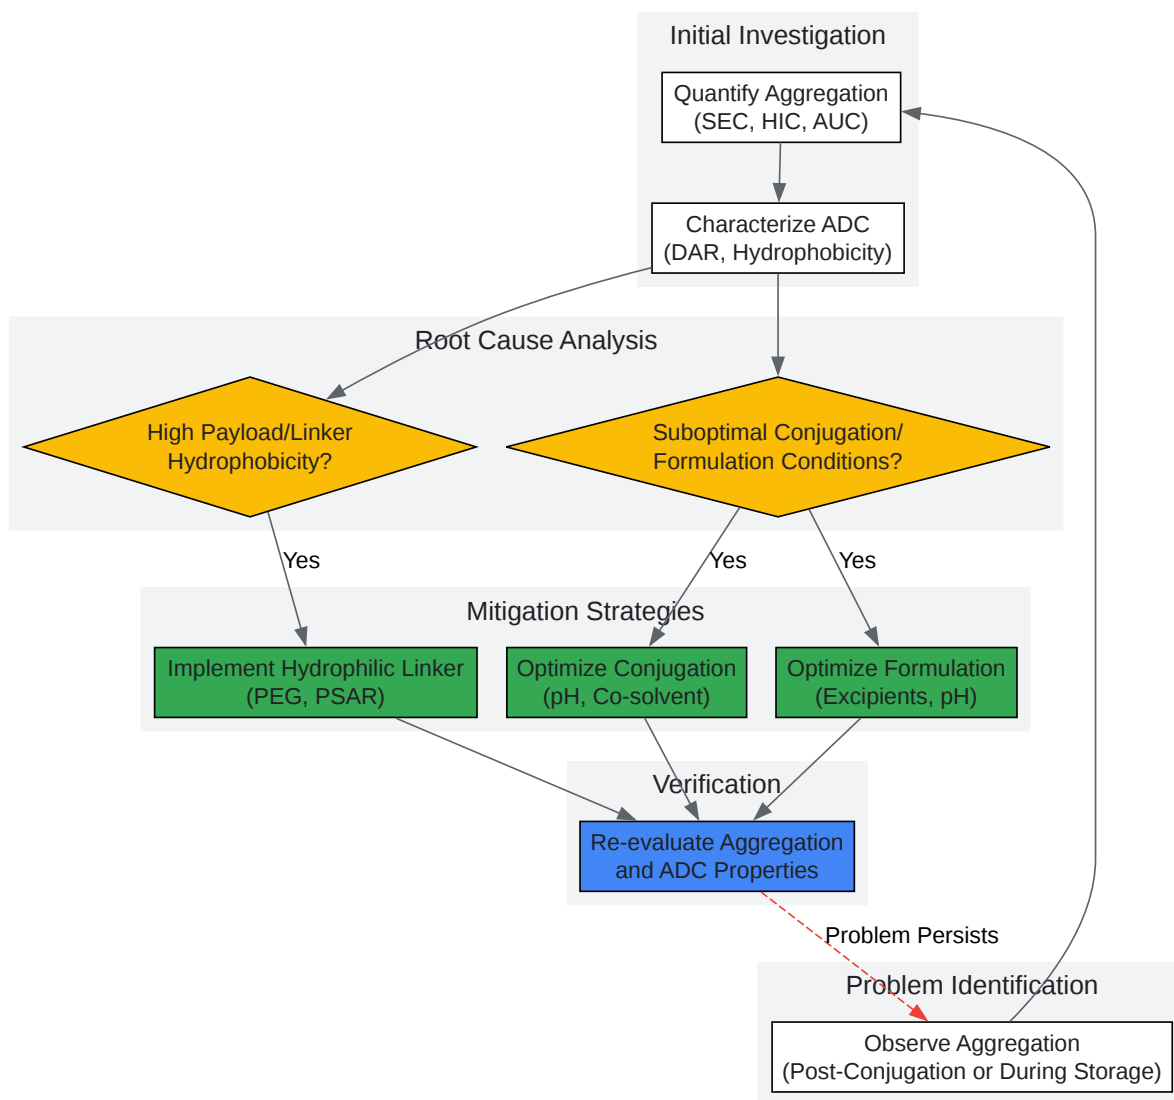 Initial Investigation
Quantify Aggregation
(SEC, HIC, AUC)
Characterize ADC
(DAR, Hydrophobicity)
Root Cause Analysis
High Payload/Linker
Hydrophobicity?
Suboptimal Conjugation/
Formulation Conditions?
Yes
Yes
Yes
Mitigation Strategies
Implement Hydrophilic Linker
(PEG, PSAR)
Optimize Conjugation
(pH, Co-solvent)
Optimize Formulation
(Excipients, pH)
Verification
Re-evaluate Aggregation
and ADC Properties
Problem Persists
Problem Identification
Observe Aggregation
(Post-Conjugation or During Storage)